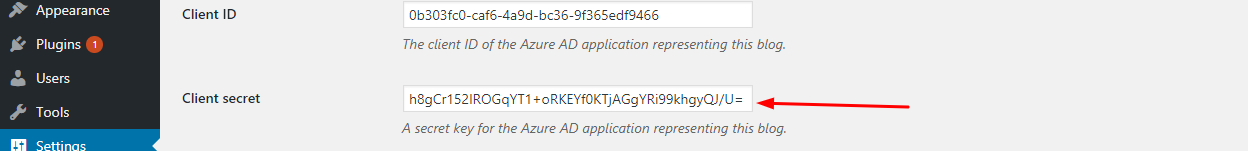 Appearance
Client ID
0b303fc0-caf6-4a9d-bc36-9f365edf9466
Plugins 1
The client ID of the Azure AD application representing this blog.
Users
Client secret
h8gCr152IROGqYT1+oRKEYf0KTjAGgYRi99khgyQJ/U=
Tools
A secret key for the Azure AD application representing this blog.
Settings